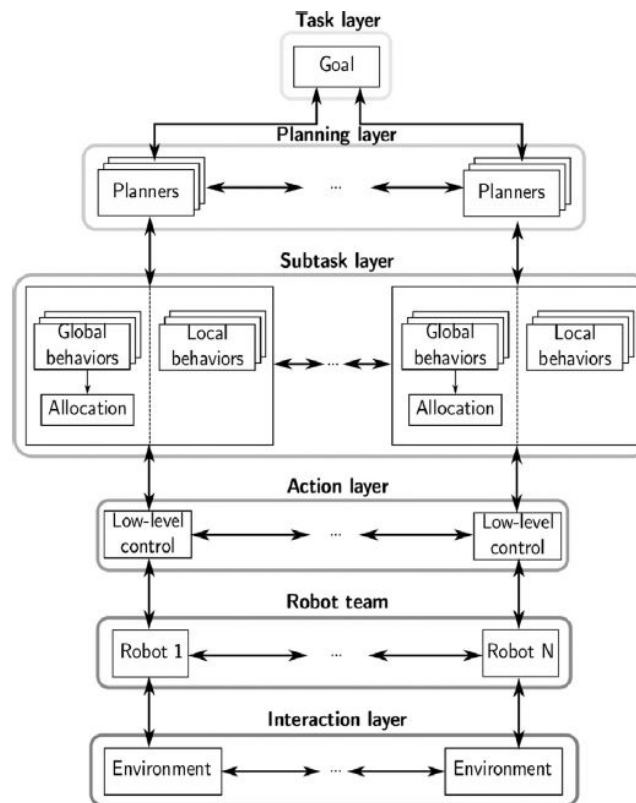 Task layer
Goal
Planning layer
Planners
...
Planners
Subtask layer
Global
behaviors
Local
behaviors
Allocation
...
Global
behaviors
Local
behaviors
Allocation
Action layer
Low-level
control
...
Low-level
control
Robot team
Robot 1
...
Robot N
Interaction layer
Environment
...
Environment